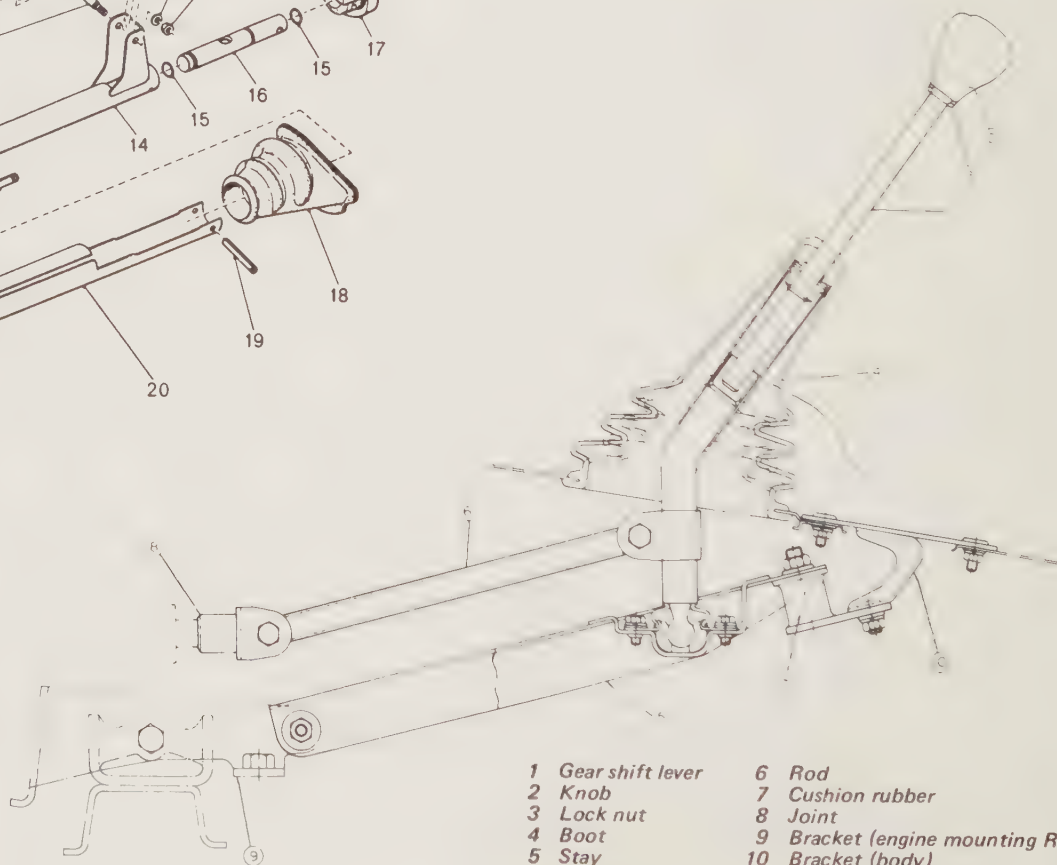 17
15
16
15
14
18
19
20
6
8
9
1 Gear shift lever
2 Knob
3 Lock nut
4 Boot
5 Stay
6 Rod
7 Cushion rubber
8 Joint
9 Bracket (engine mounting R
10 Bracket (body)